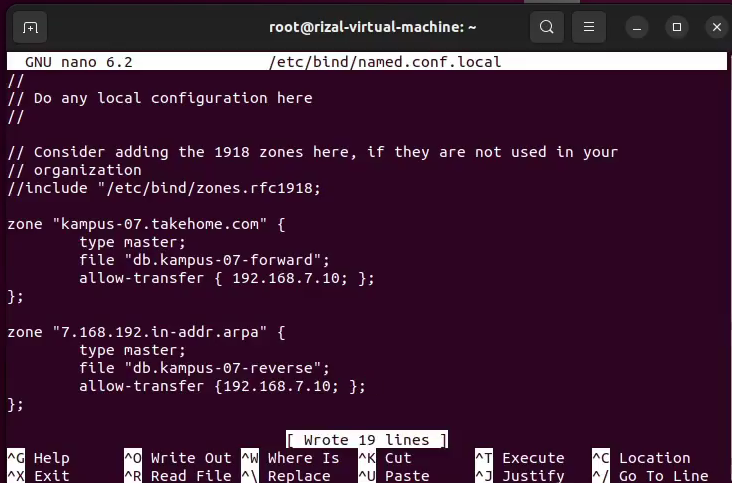 root@rizal-virtual-machine: ~
GNU nano 6.2 /etc/bind/named.conf.local
//
// Do any local configuration here
//
// Consider adding the 1918 zones here, if they are not used in your
// organization
//include "/etc/bind/zones.rfc1918;
zone "kampus-07.takehome.com" {
type master;
file "db.kampus-07-forward";
allow-transfer { 192.168.7.10; };
};
zone "7.168.192.in-addr.arpa" {
type master;
file "db.kampus-07-reverse";
allow-transfer {192.168.7.10; };
};
[ Wrote 19 lines ]
^G Help ^O Write Out ^W Where Is ^K Cut ^T Execute ^C Location
^X Exit ^R Read File ^\ Replace ^U Paste ^J Justify ^/ Go To Line